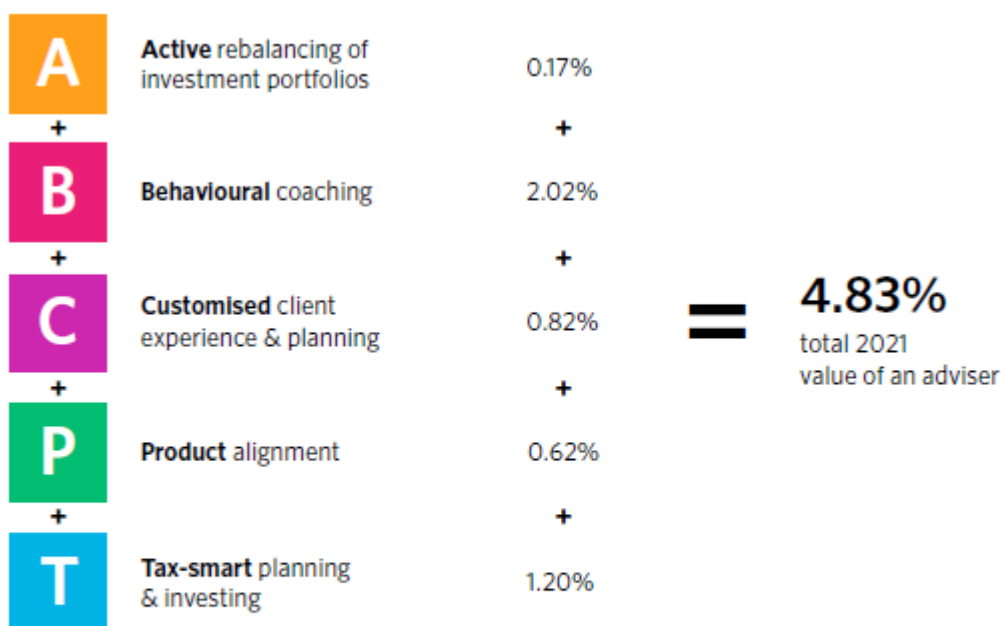 A
Active rebalancing of
investment portfolios
0.17%
+
+
B
Behavioural coaching
2.02%
+
+
C
Customised client
experience & planning
0.82%
=
4.83%
total 2021
value of an adviser
+
+
P
Product alignment
0.62%
+
+
T
Tax-smart planning
& investing
1.20%